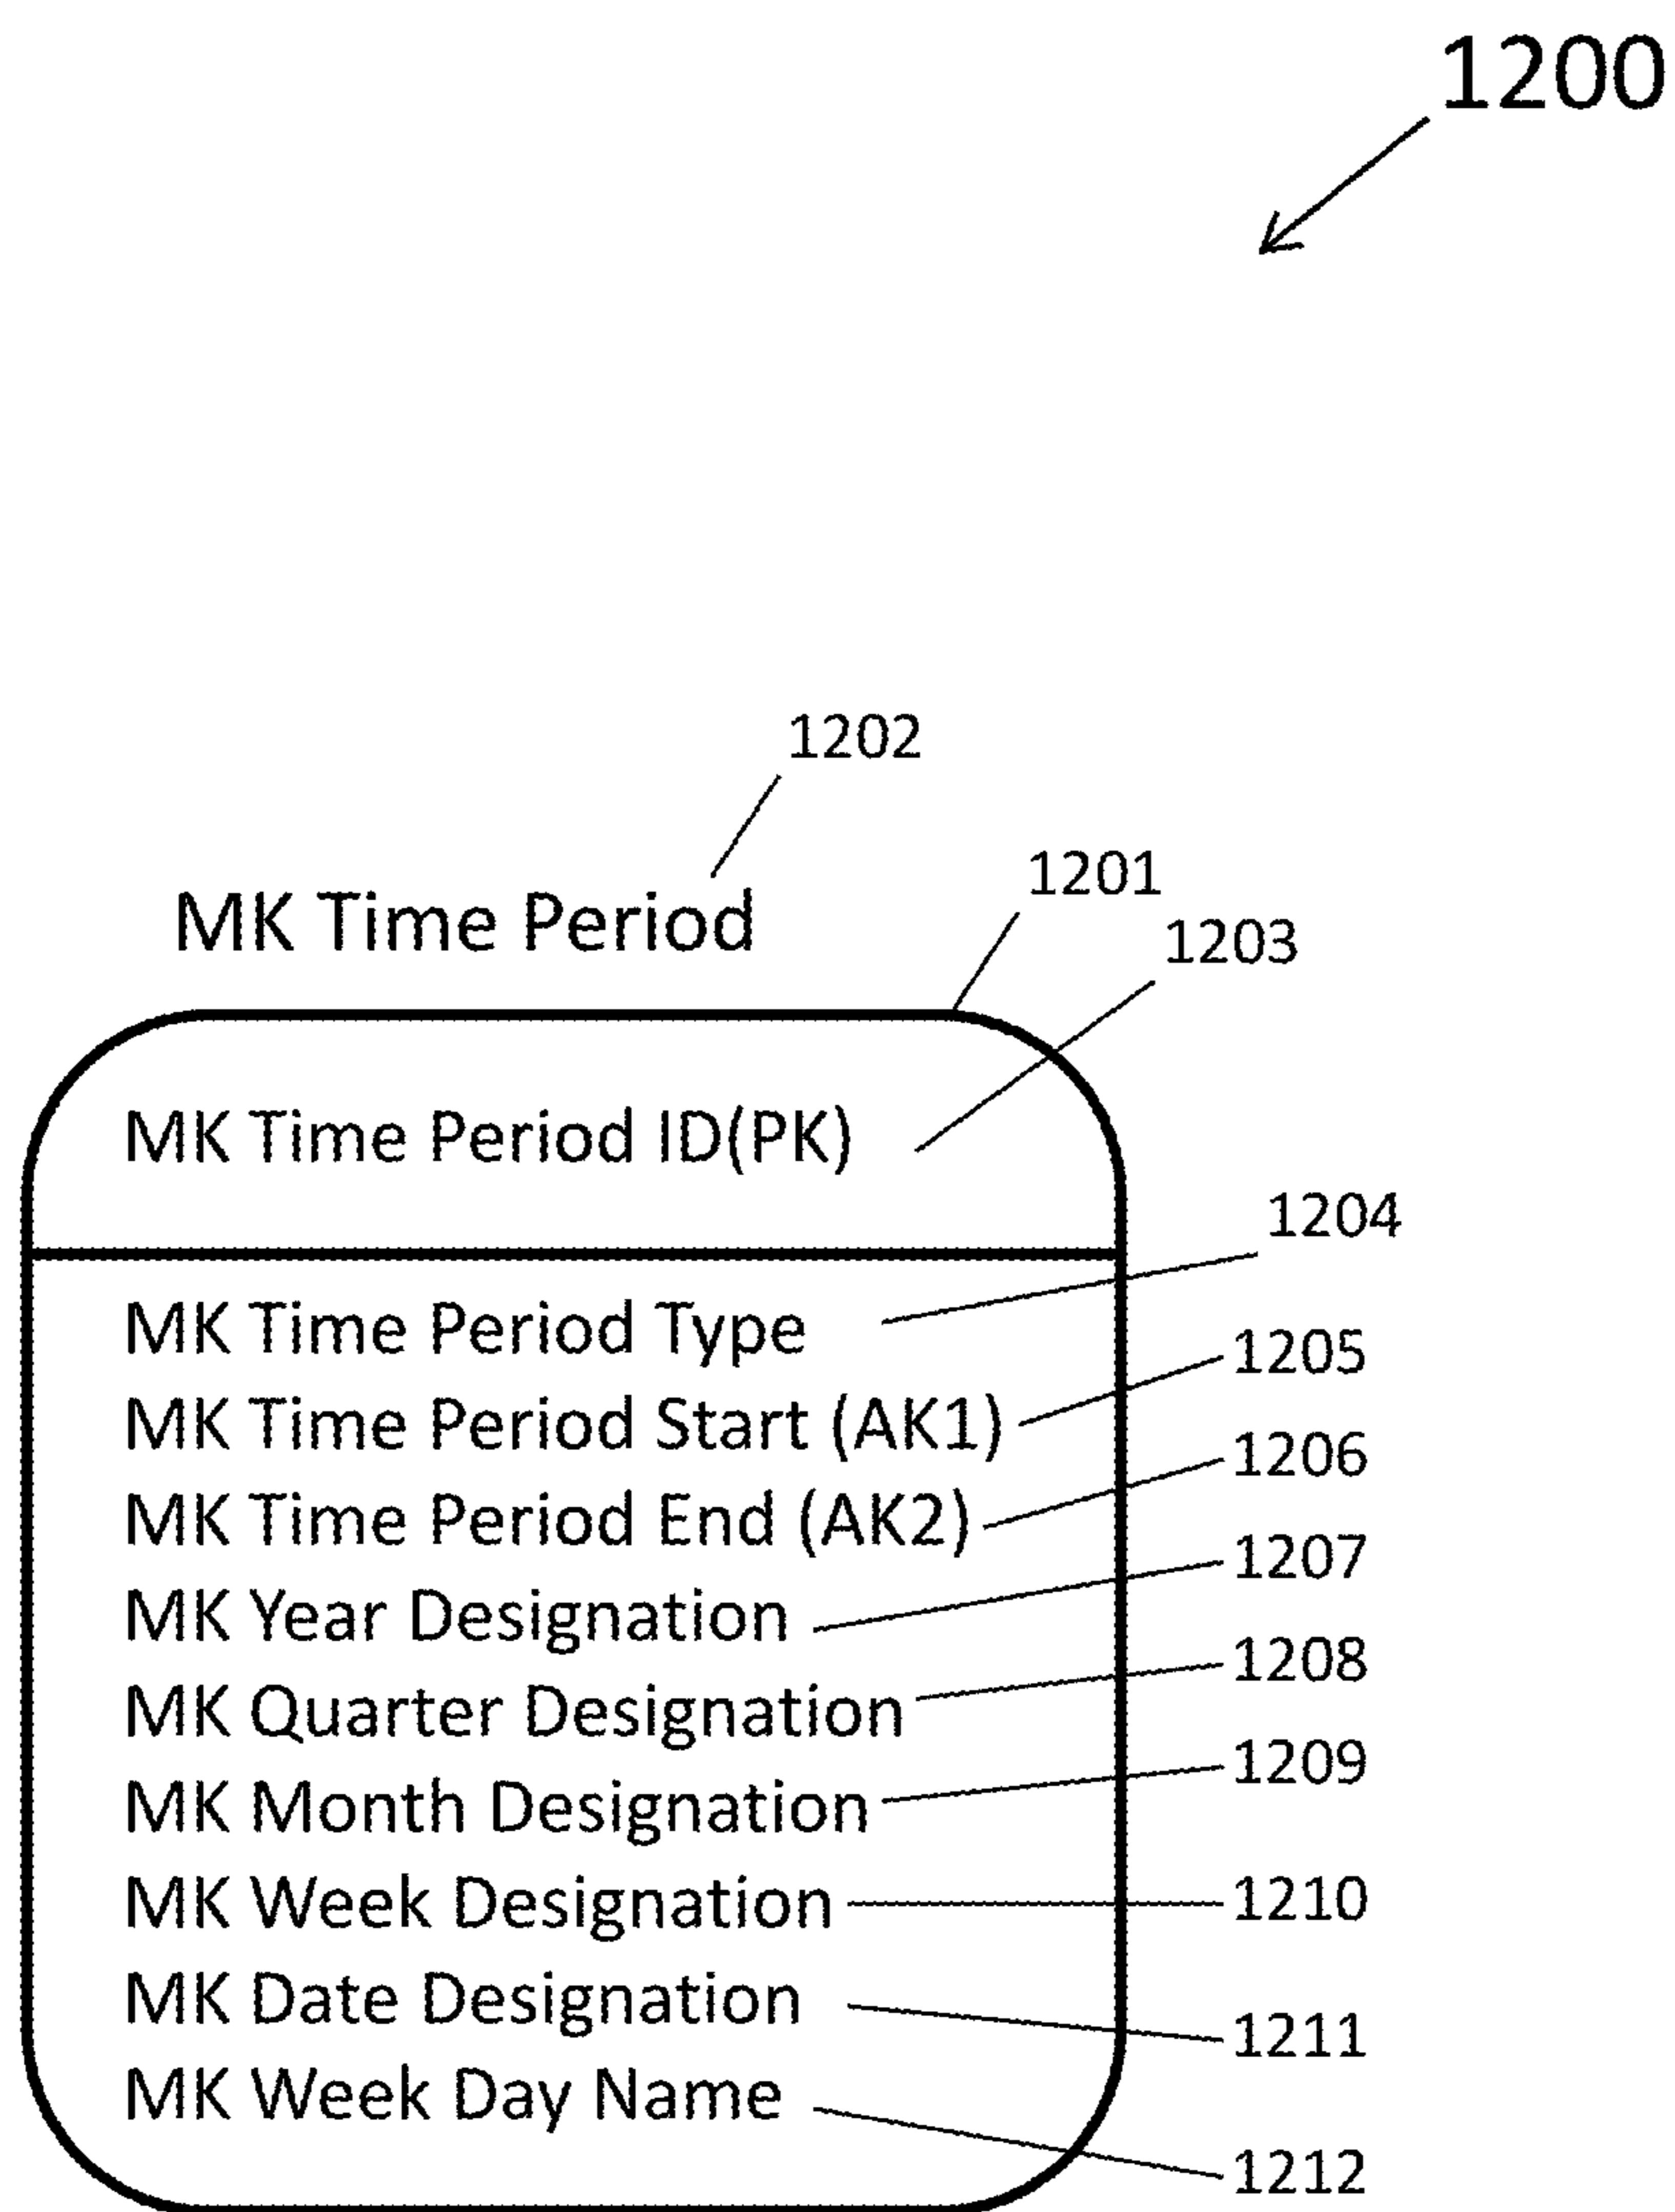 1200
1202
MK Time Period
1201
1203
MK Time Period ID(PK)
1204
MK Time Period Type
1205
MK Time Period Start (AK1)
1206
MK Time Period End (AK2)
1207
MK Year Designation
1208
MK Quarter Designation
1209
MK Month Designation
MK Week Designation
1210
MK Date Designation
1211
MK Week Day Name
1212